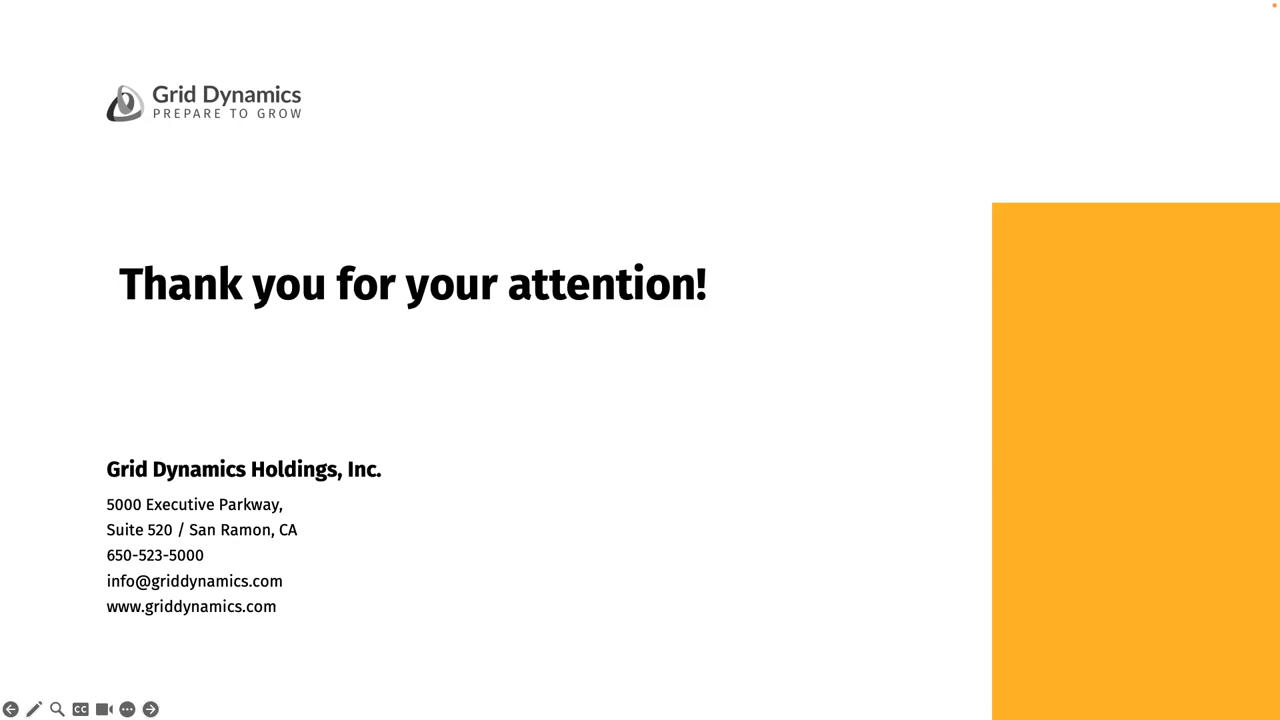 Grid Dynamics
PREPARE TO GROW
Thank you for your attention!
Grid Dynamics Holdings, Inc.
5000 Executive Parkway,
Suite 520 / San Ramon, CA
650-523-5000
info@griddynamics.com
www.griddynamics.com
CC